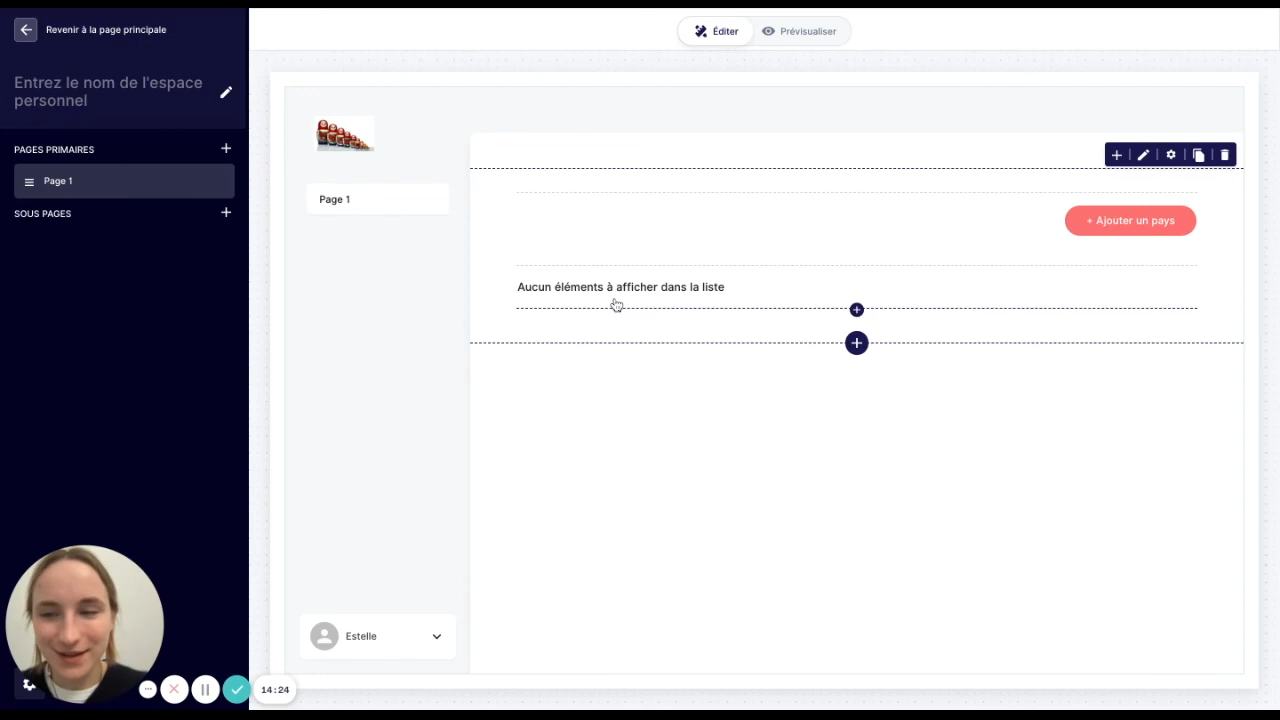 Revenir à la page principale
Éditer
Prévisualiser
Entrez le nom de l'espace
personnel
PAGES PRIMAIRES
Page 1
SOUS PAGES
Page 1
+ Ajouter un pays
Aucun éléments à afficher dans la liste
Estelle
14:24